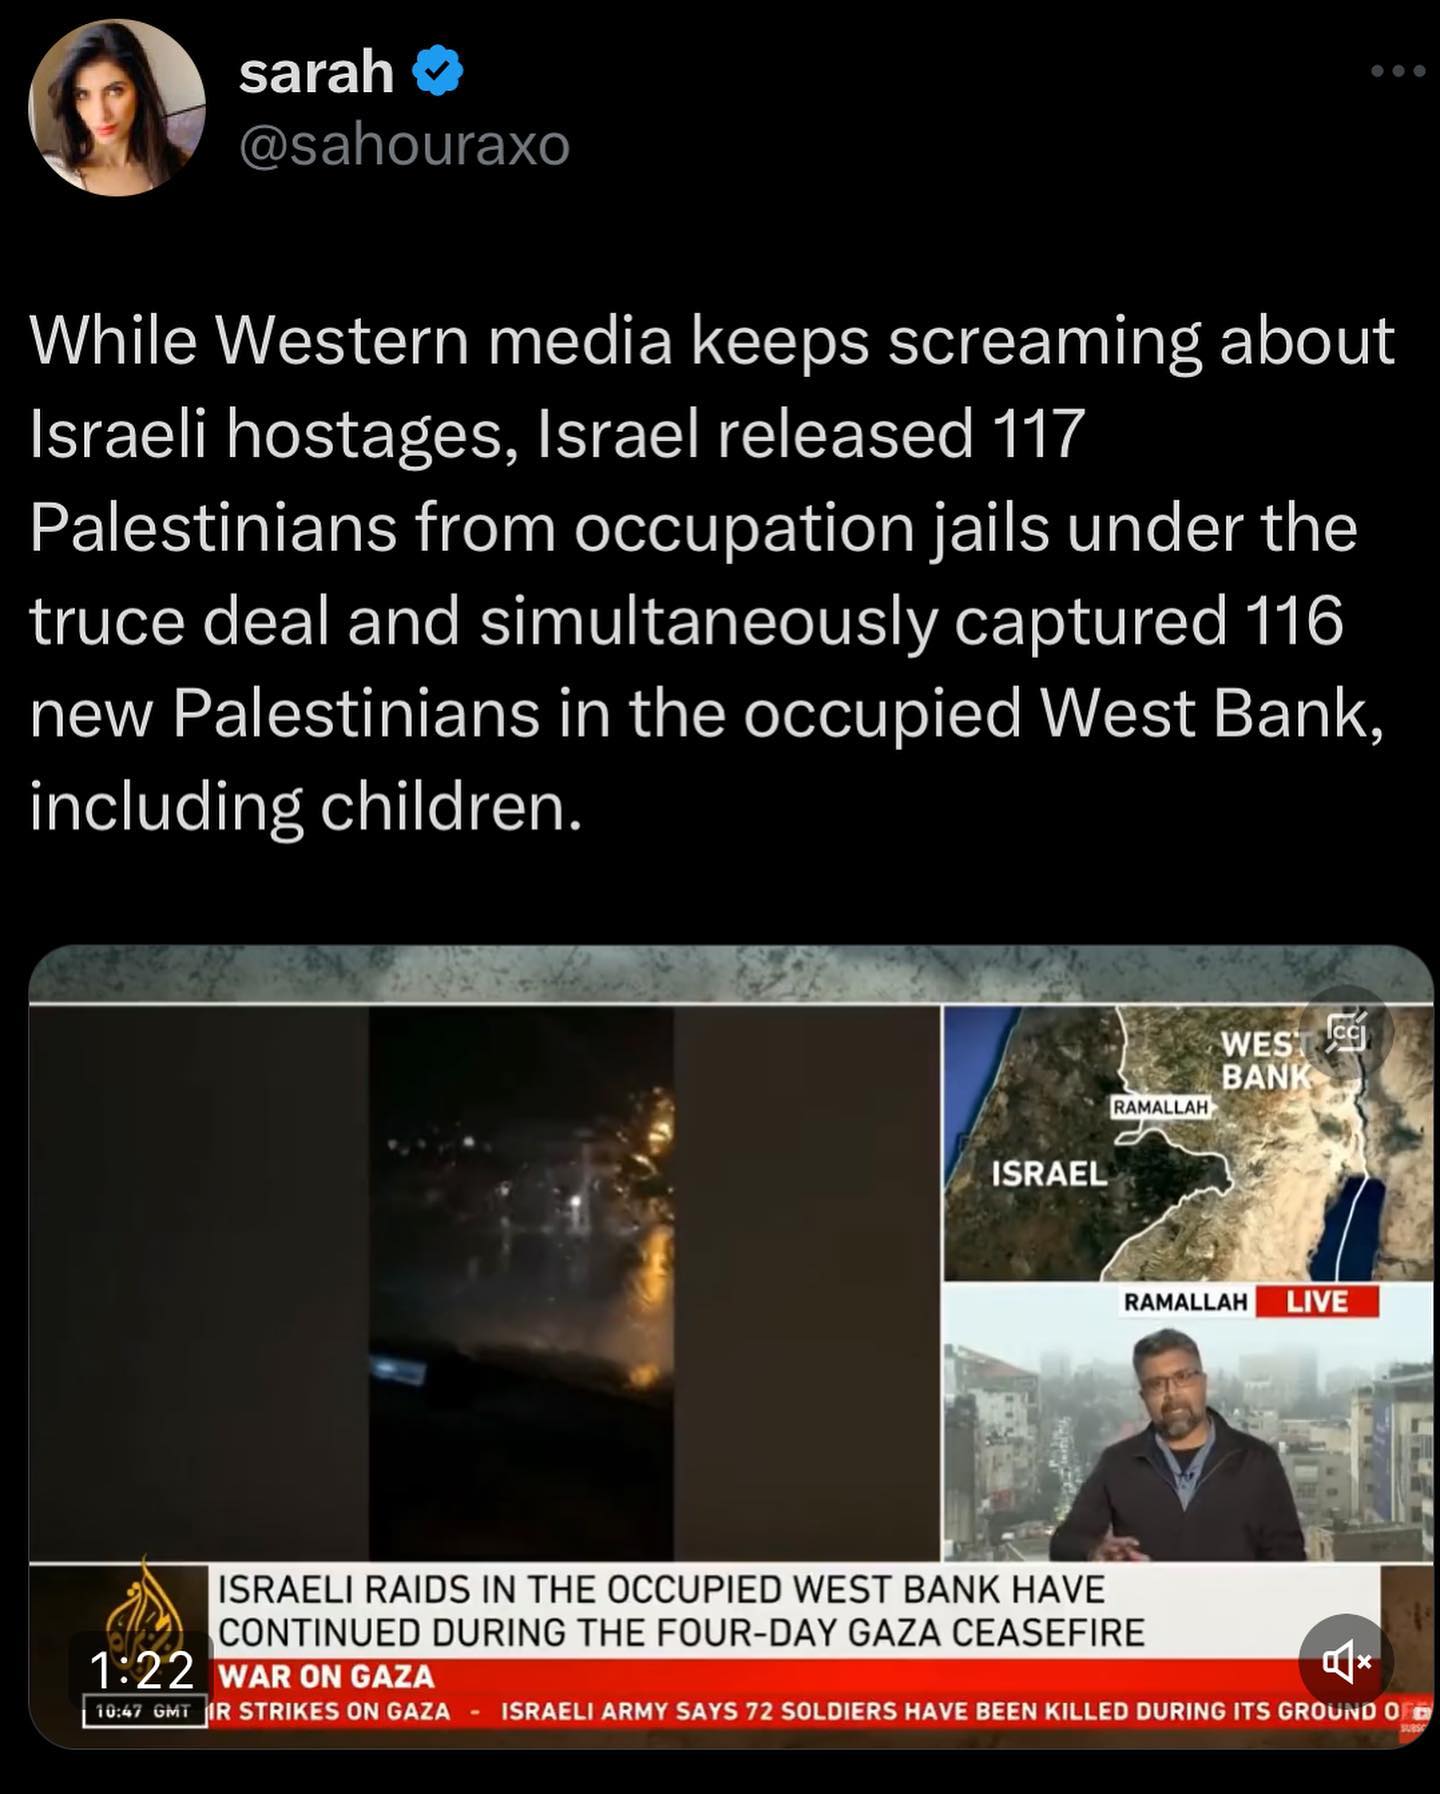 sarah
@sahouraxo
While Western media keeps screaming about
Israeli hostages, Israel released 117
Palestinians from occupation jails under the
truce deal and simultaneously captured 116
new Palestinians in the occupied West Bank,
including children.
WEST
BANK
CC
RAMALLAH
ISRAEL
RAMALLAH LIVE
ISRAELI RAIDS IN THE OCCUPIED WEST BANK HAVE
CONTINUED DURING THE FOUR-DAY GAZA CEASEFIRE
1:22
WAR ON GAZA
10:47 GMT
IR STRIKES ON GAZA - ISRAELI ARMY SAYS 72 SOLDIERS HAVE BEEN KILLED DURING ITS GROUND O